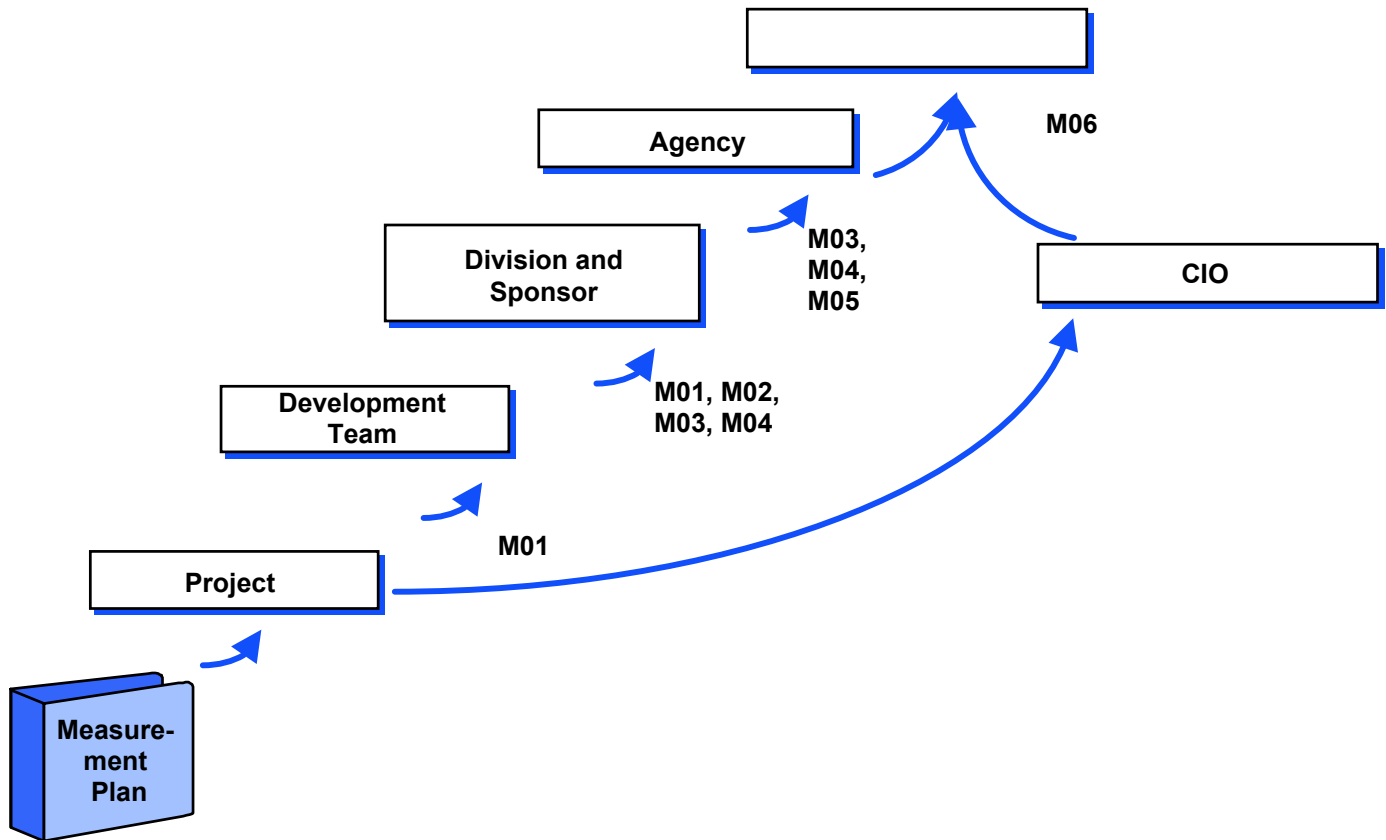 M06
Agency
M03,
M04,
M05
Division and
Sponsor
CIO
M01, M02,
M03, M04
Development
Team
M01
Project
Measure-
ment
Plan